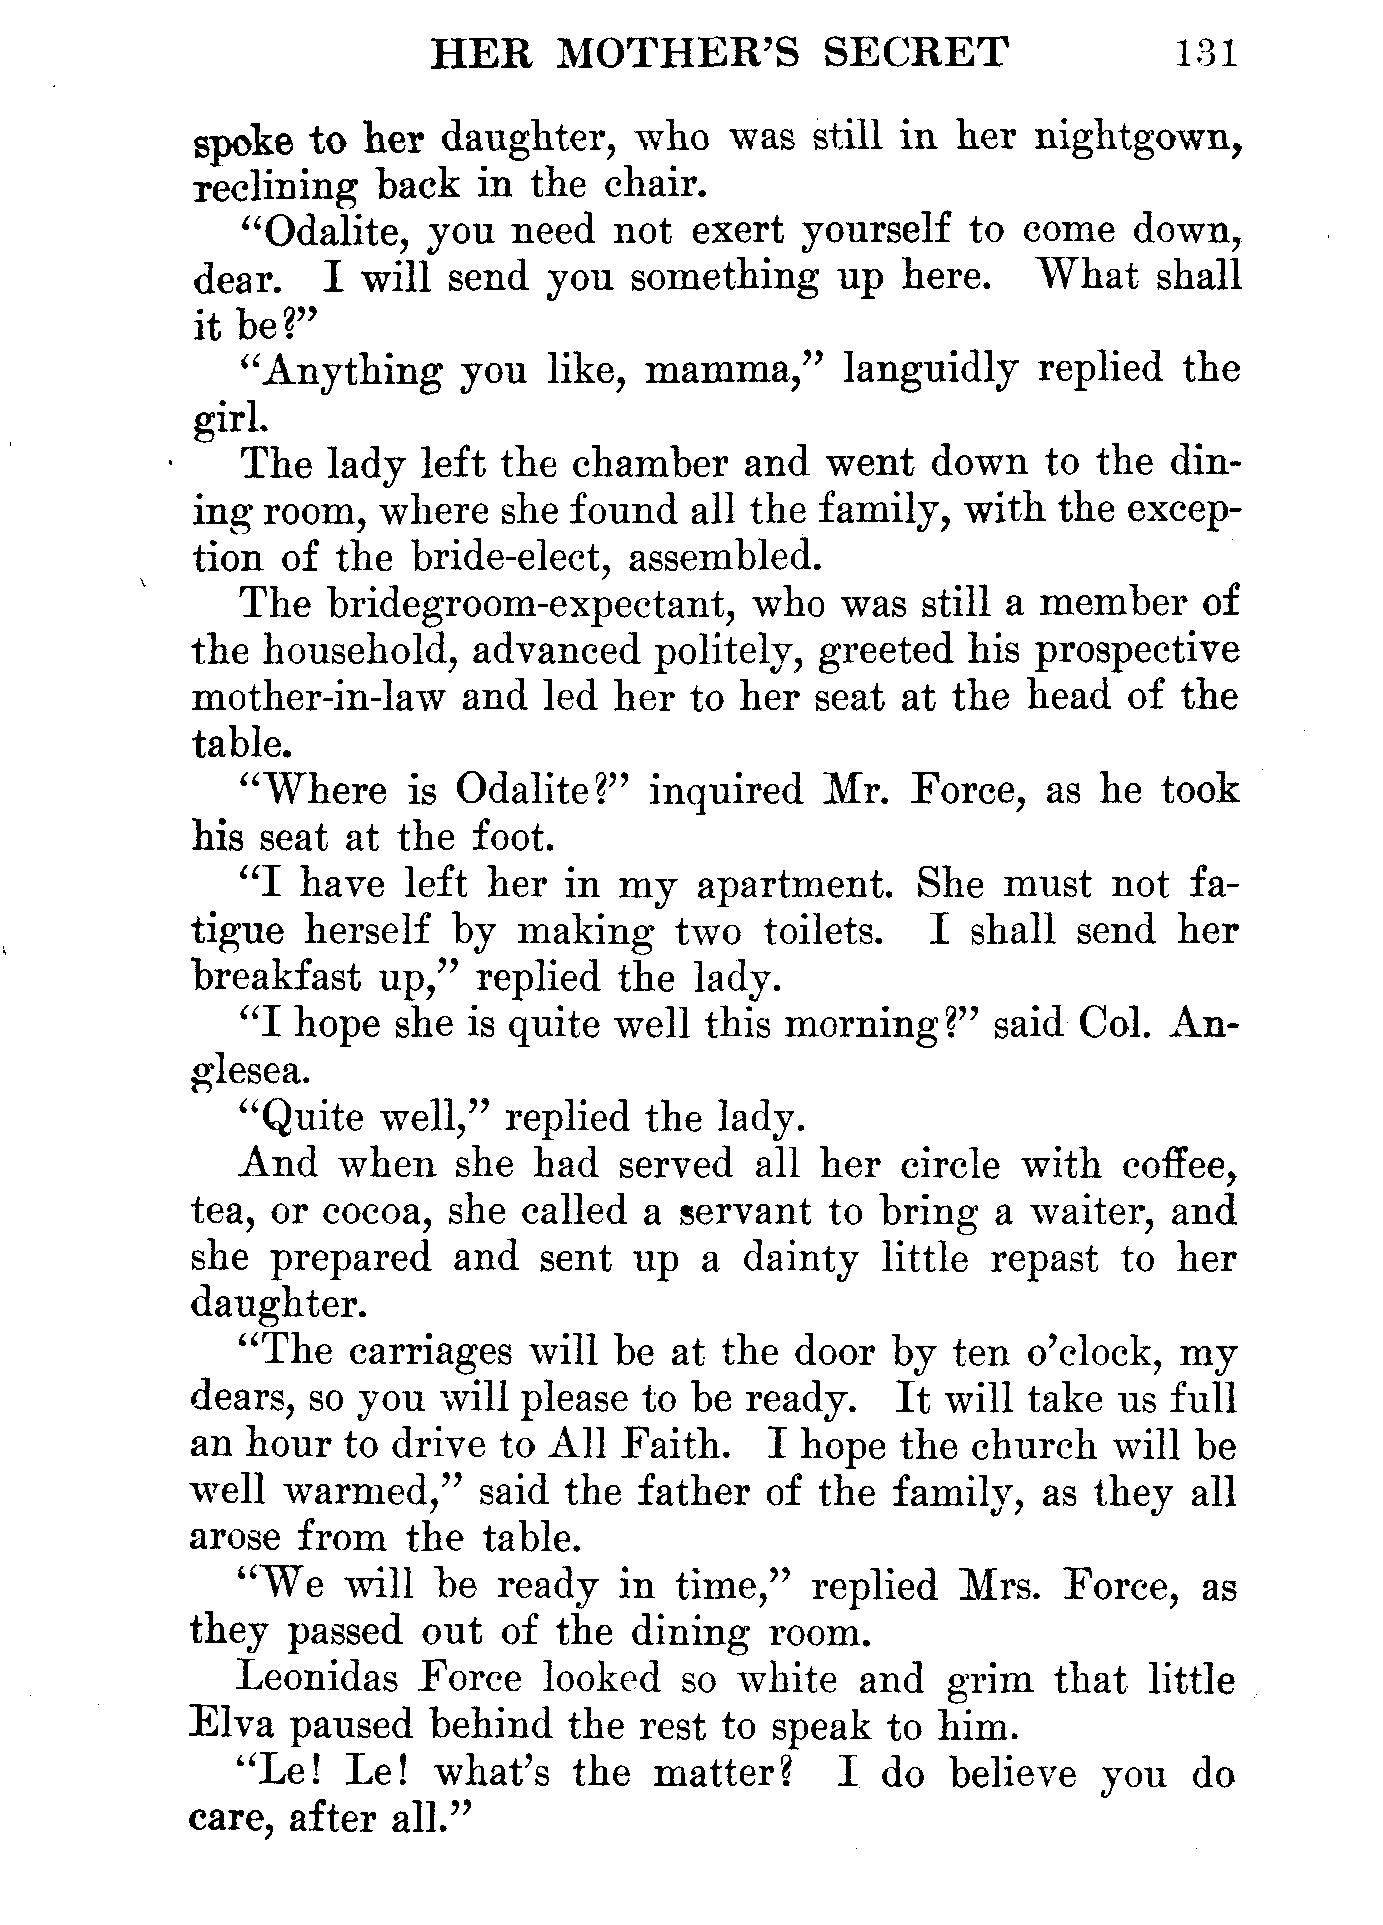 HER MOTHER'S SECRET 131
spoke to her daughter, who was still in her nightgown,
reclining back in the chair.
“Odalite, you need not exert yourself to come down,
dear. I will send you something up here. What shall
it be?”
“Anything you like, mamma,” languidly replied the
girl.
The lady left the chamber and went down to the din-
ing room, where she found all the family, with the excep-
tion of the bride-elect, assembled.
The bridegroom-expectant, who was still a member of
the household, advanced politely, greeted his prospective
mother-in-law and led her to her seat at the head of the
table.
“Where is Odalite?” inquired Mr. Force, as he took
his seat at the foot.
“I have left her in my apartment. She must not fa-
tigue herself by making two toilets. I shall send her
breakfast up,” replied the lady.
“I hope she is quite well this morning?” said Col. An-
glesea.
“Quite well,” replied the lady.
And when she had served all her circle with coffee,
tea, or cocoa, she called a servant to bring a waiter, and
she prepared and sent up a dainty little repast to her
daughter.
“The carriages will be at the door by ten o'clock, my
dears, so you will please to be ready. It will take us full
an hour to drive to All Faith. I hope the church will be
well warmed,” said the father of the family, as they all
arose from the table.
“We will be ready in time,” replied Mrs. Force, as
they passed out of the dining room.
Leonidas Force looked so white and grim that little
Elva paused behind the rest to speak to him.
“Le! Le! what's the matter? I do believe you do
care, after all.”